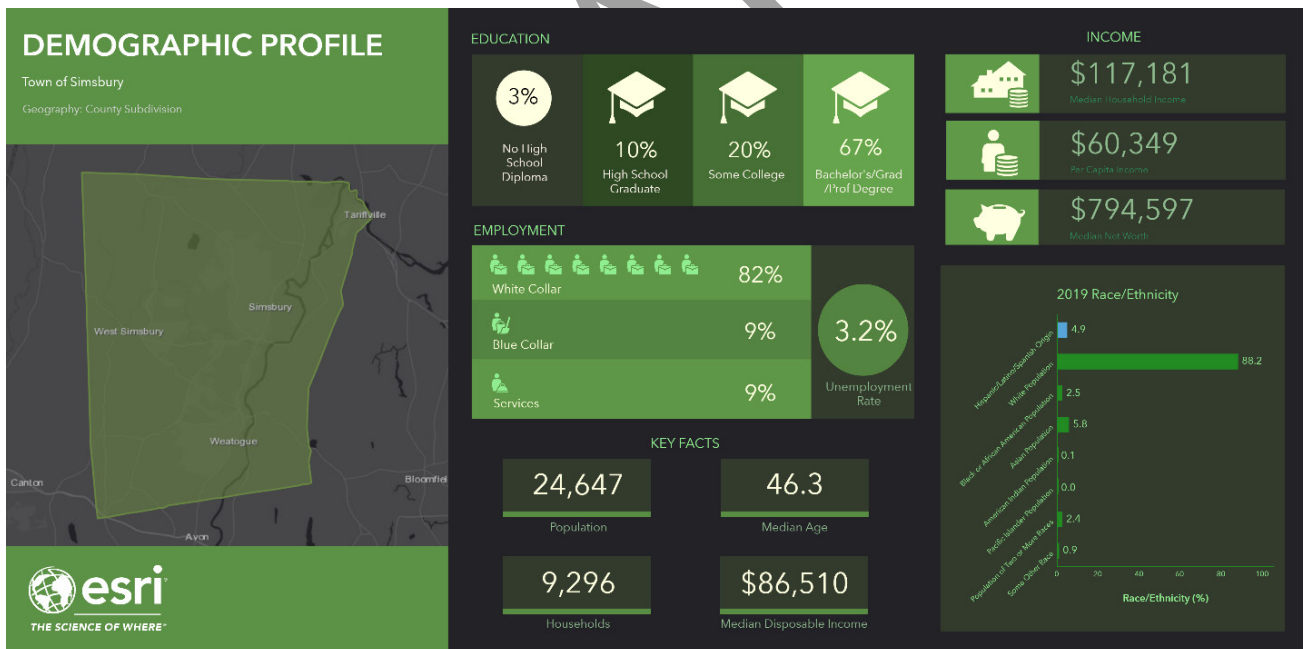 DEMOGRAPHIC PROFILE
Town of Simsbury
Geography: County Subdivision
Tariffville
Simsbury
West Simsbury
Weatogue
Canton
Bloomfiel
Avon
esri
THE SCIENCE OF WHERE™
EDUCATION
3%
No High
School
Diploma
10%
High School
Graduate
20%
Some College
67%
Bachelor's/Grad
/Prof Degree
EMPLOYMENT
White Collar
82%
Blue Collar
9%
Services
9%
3.2%
Unemployment
Rate
KEY FACTS
24,647
Population
46.3
Median Age
9,296
Households
$86,510
Median Disposable Income
INCOME
$117,181
Median Household Income
$60,349
Per Capita Income
$794,597
Median Net Worth
2019 Race/Ethnicity
Hispanic/Latino/Spanish Origin
4.9
White Population
88.2
Black or African American Population
2.5
Asian Population
5.8
American Indian Population
0.1
Pacific Islander Population
0.0
Population of Two or More Races
2.4
Some Other Race
0.9
0 20 40 60 80 100
Race/Ethnicity (%)